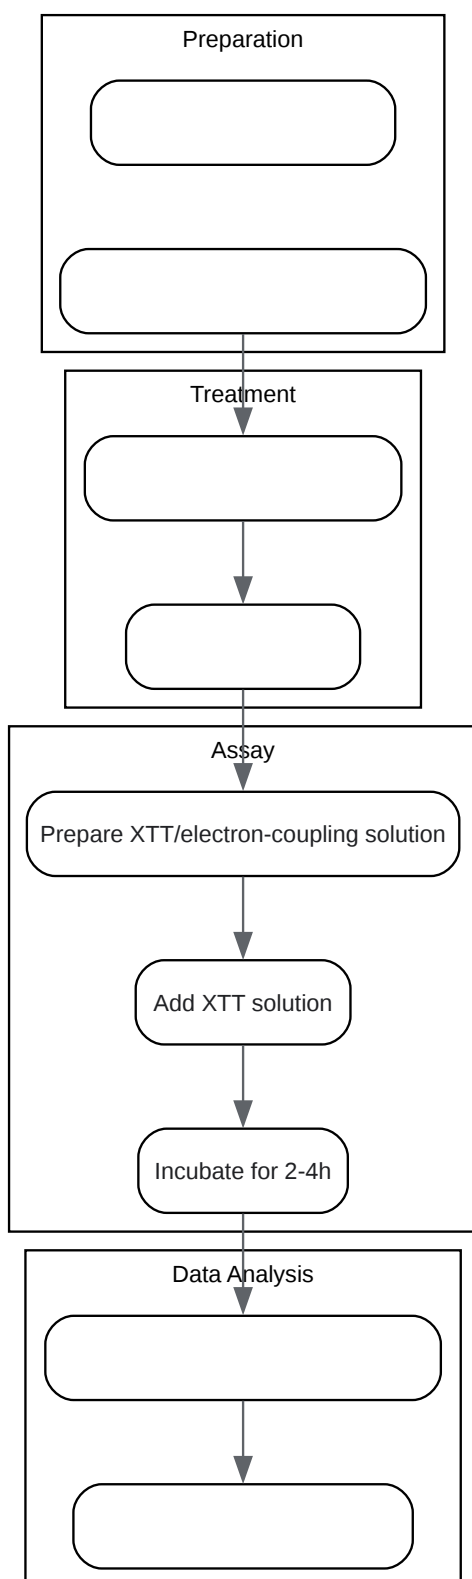 Preparation
Treatment
Assay
Prepare XTT/electron-coupling solution
Add XTT solution
Incubate for 2-4h
Data Analysis